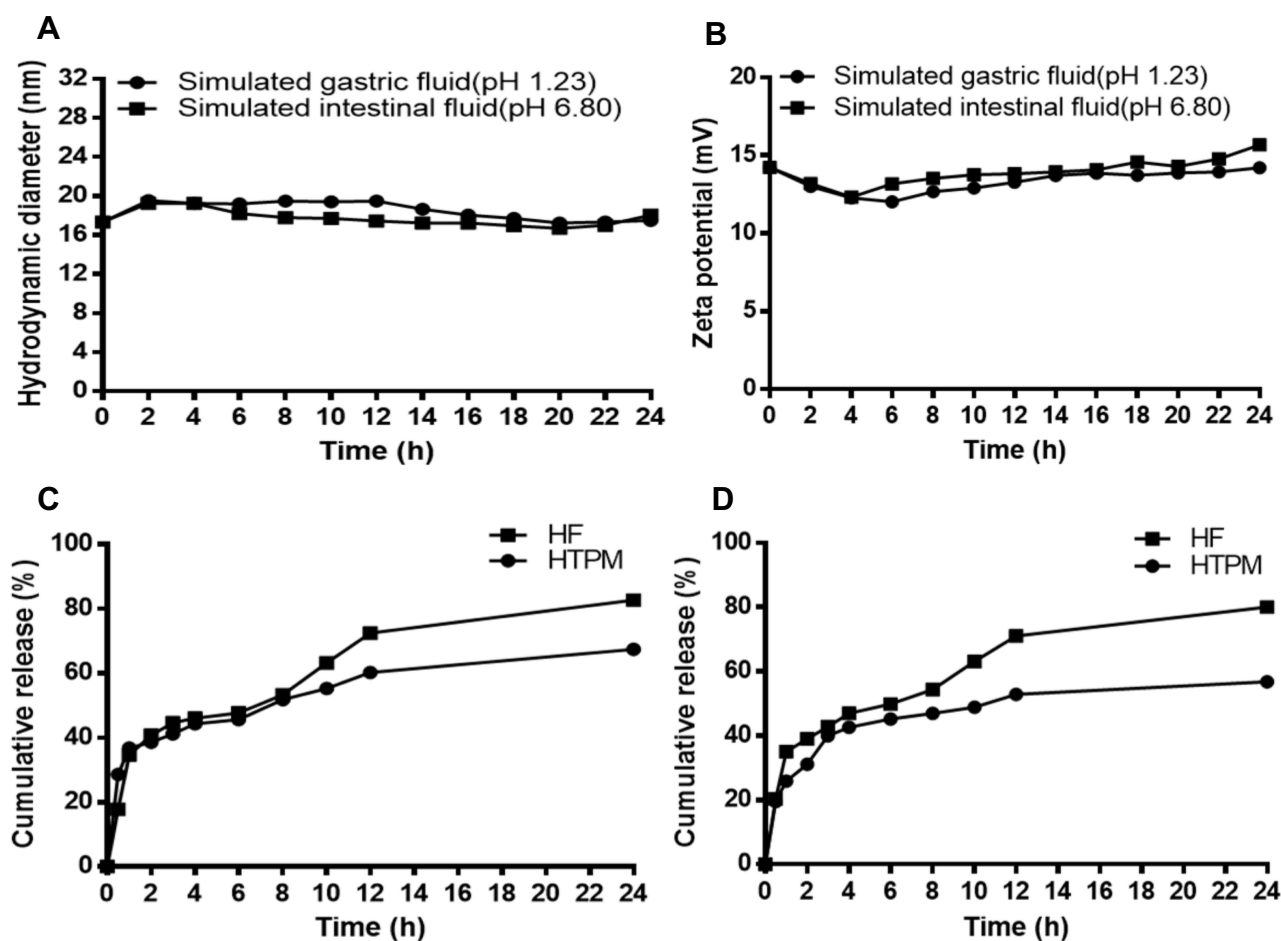 A
Hydrodynamic diameter (nm)
32
28
24
20
16
12
8
4
0
Simulated gastric fluid(pH 1.23)
Simulated intestinal fluid(pH 6.80)
0 2 4 6 8 10 12 14 16 18 20 22 24
Time (h)
B
Zeta potential (mV)
20
15
10
5
0
Simulated gastric fluid(pH 1.23)
Simulated intestinal fluid(pH 6.80)
0 2 4 6 8 10 12 14 16 18 20 22 24
Time (h)
C
Cumulative release (%)
100
80
60
40
20
0
HF
HTPM
0 2 4 6 8 10 12 14 16 18 20 22 24
Time (h)
D
Cumulative release (%)
100
80
60
40
20
0
HF
HTPM
0 2 4 6 8 10 12 14 16 18 20 22 24
Time (h)